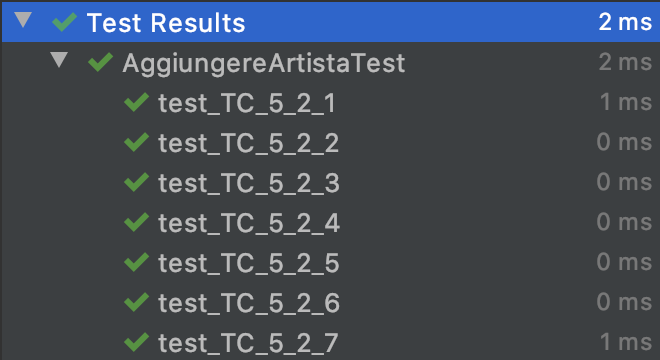 Test Results 2 ms
AggiungereArtistaTest 2 ms
test_TC_5_2_1 1 ms
test_TC_5_2_2 0 ms
test_TC_5_2_3 0 ms
test_TC_5_2_4 0 ms
test_TC_5_2_5 0 ms
test_TC_5_2_6 0 ms
test_TC_5_2_7 1 ms